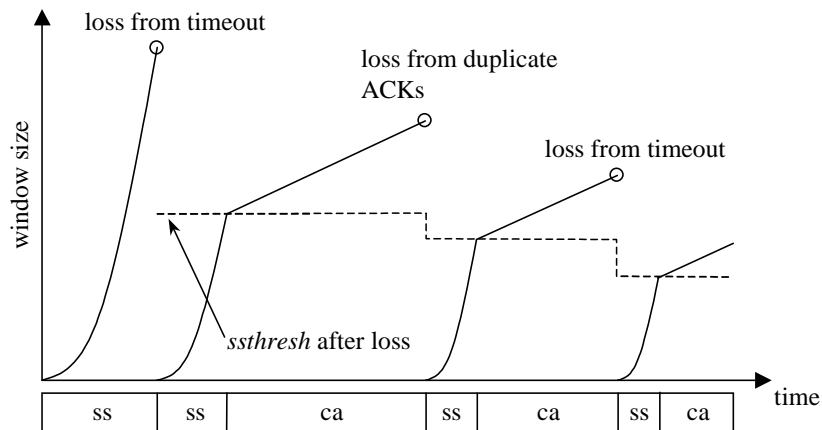 loss from timeout
loss from duplicate
ACKs
loss from timeout
window size
ssthresh after loss
time
ss ss ca ss ca ss ca